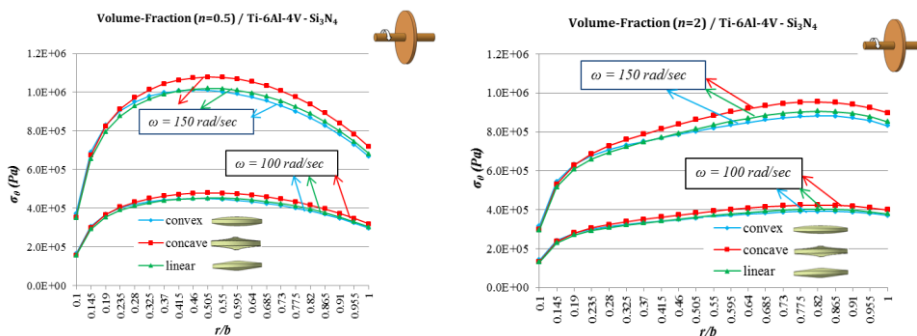 Volume-Fraction (n=0.5) / Ti-6Al-4V - Si₃N₄
σθ (Pa)
1.2E+06
1.0E+06
8.0E+05
6.0E+05
4.0E+05
2.0E+05
0.0E+00
ω = 150 rad/sec
ω = 100 rad/sec
convex
concave
linear
0.1 0.145 0.19 0.235 0.28 0.325 0.37 0.415 0.46 0.505 0.55 0.595 0.64 0.685 0.73 0.775 0.82 0.865 0.91 0.955 1
r/b
Volume-Fraction (n=2) / Ti-6Al-4V - Si₃N₄
σθ (Pa)
1.2E+06
1.0E+06
8.0E+05
6.0E+05
4.0E+05
2.0E+05
0.0E+00
ω = 150 rad/sec
ω = 100 rad/sec
convex
concave
linear
0.1 0.145 0.19 0.235 0.28 0.325 0.37 0.415 0.46 0.505 0.55 0.595 0.64 0.685 0.73 0.775 0.82 0.865 0.91 0.955 1
r/b